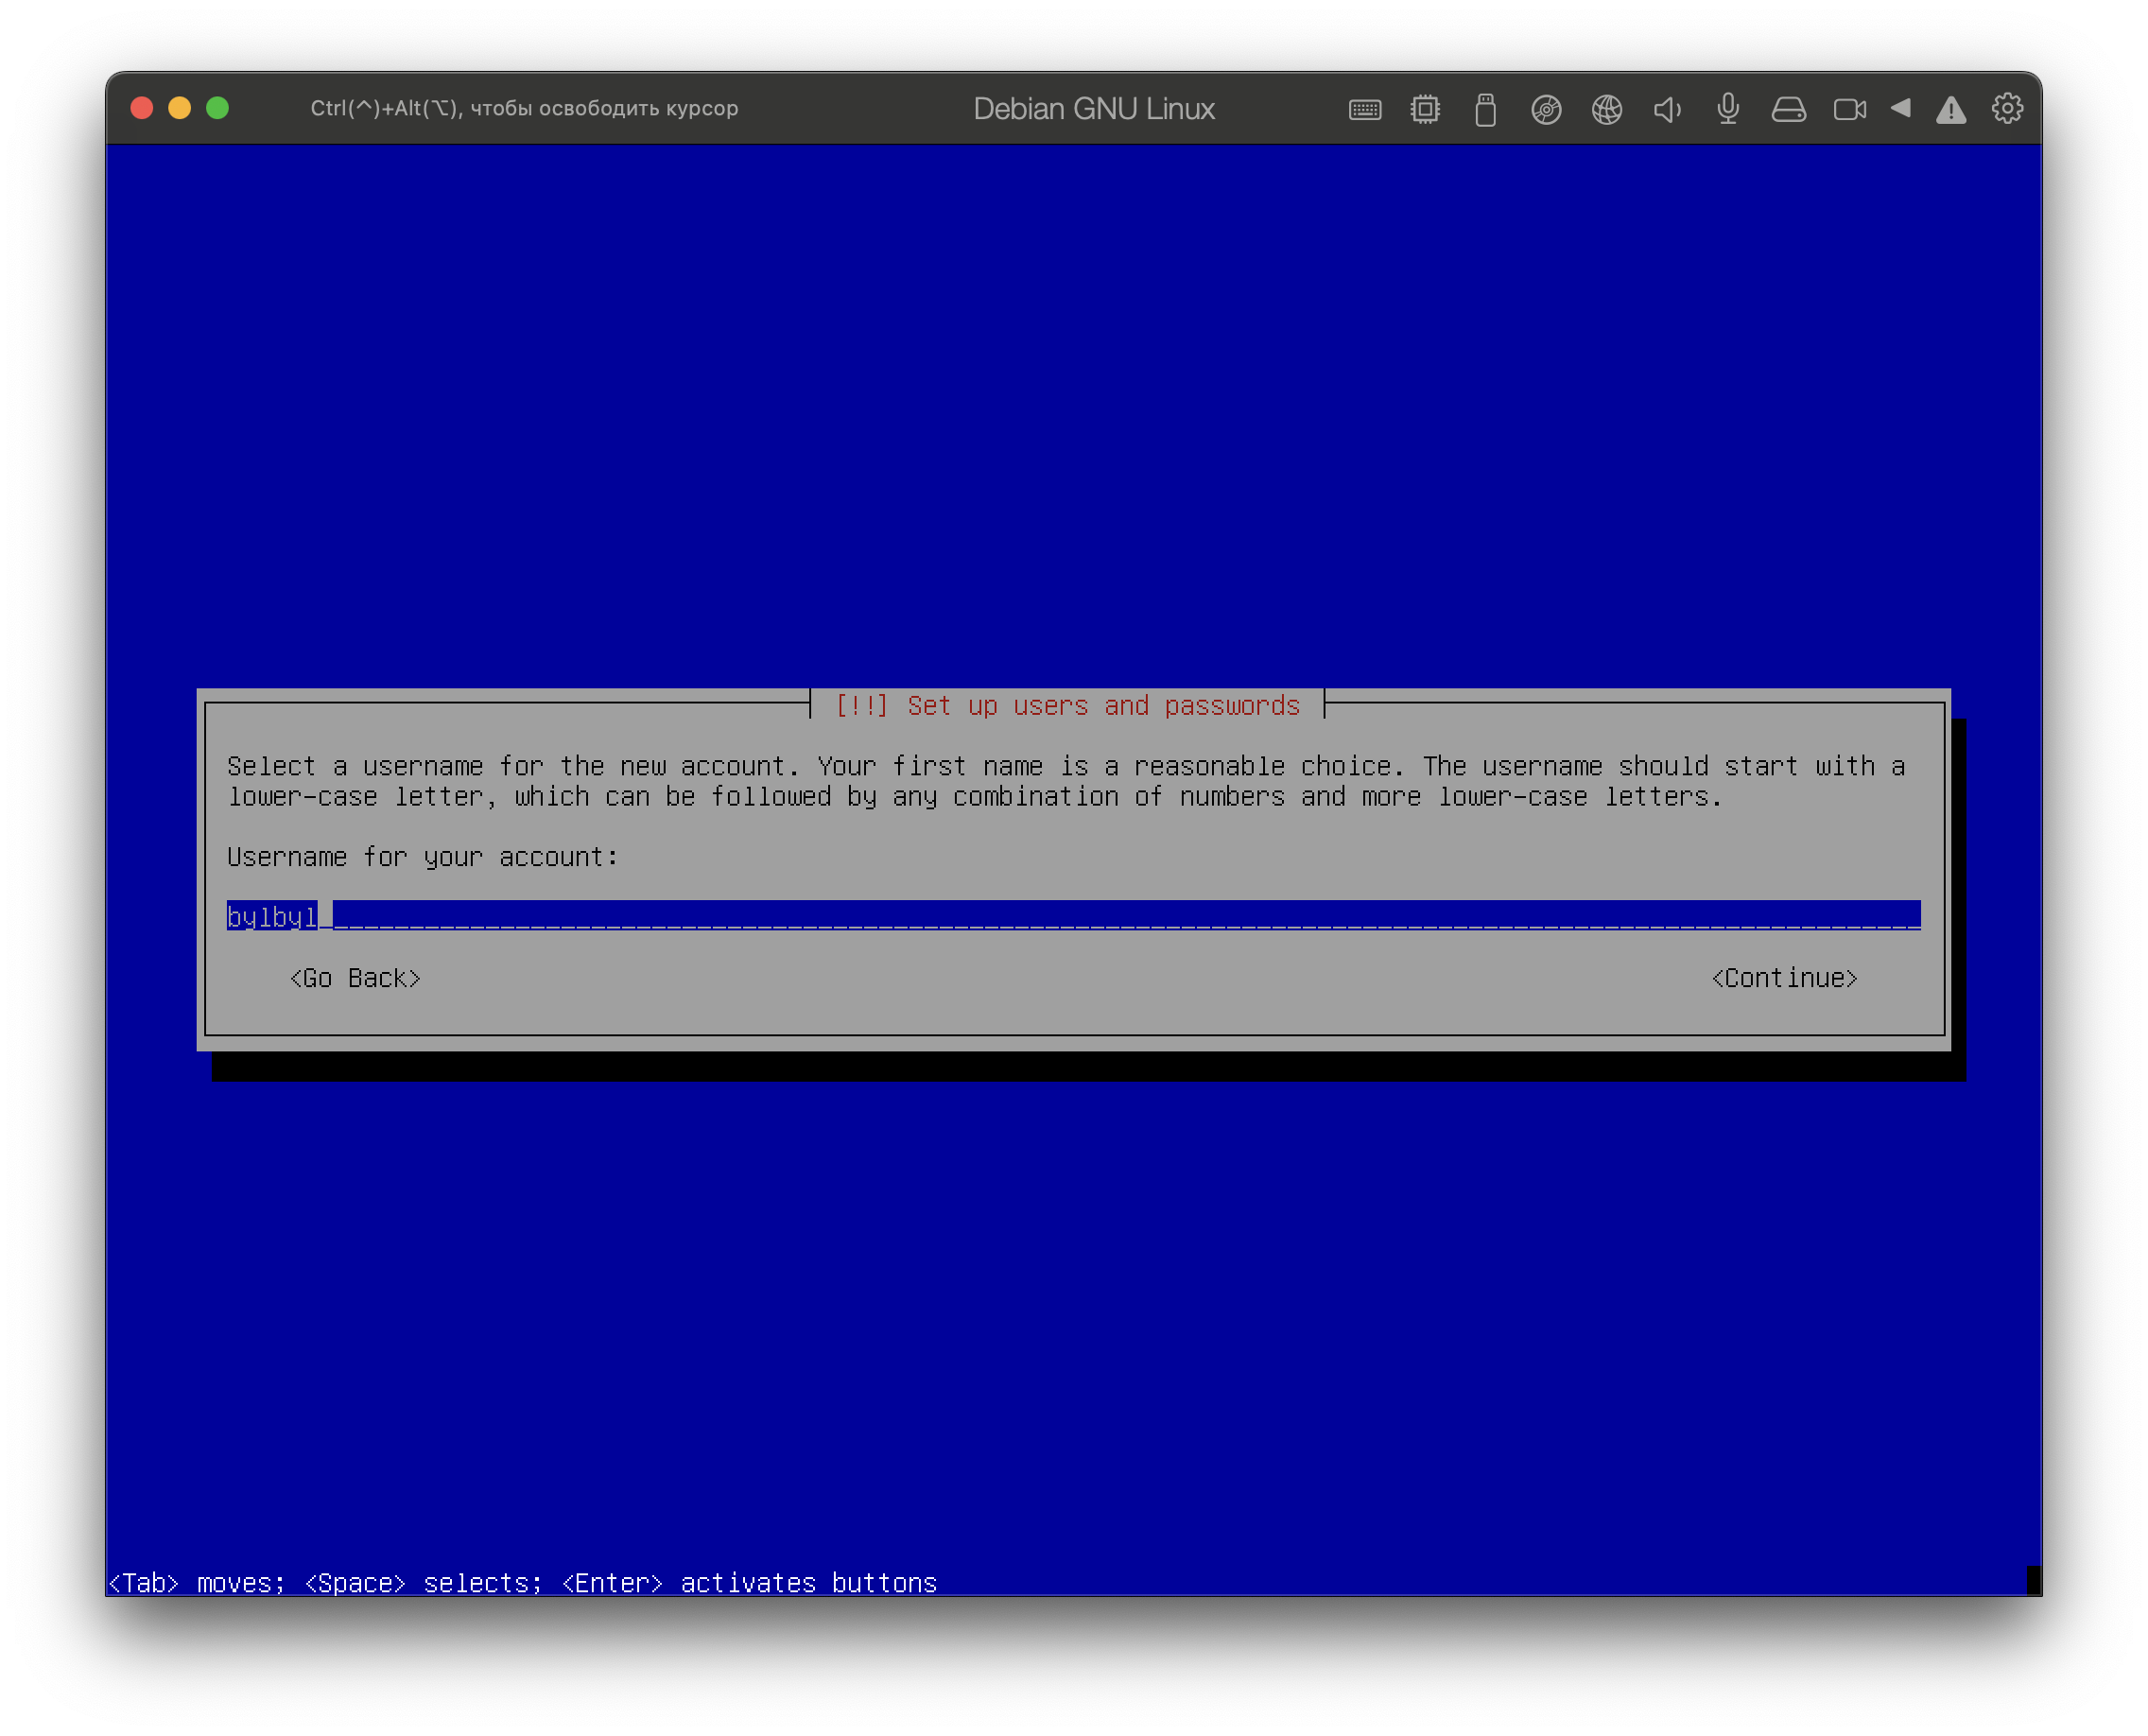 Ctrl(^)+Alt(⌥), чтобы освободить курсор
Debian GNU Linux
[!!] Set up users and passwords
Select a username for the new account. Your first name is a reasonable choice. The username should start with a
lower-case letter, which can be followed by any combination of numbers and more lower-case letters.
Username for your account:
bylbyl
<Go Back>
<Continue>
<Tab> moves; <Space> selects; <Enter> activates buttons